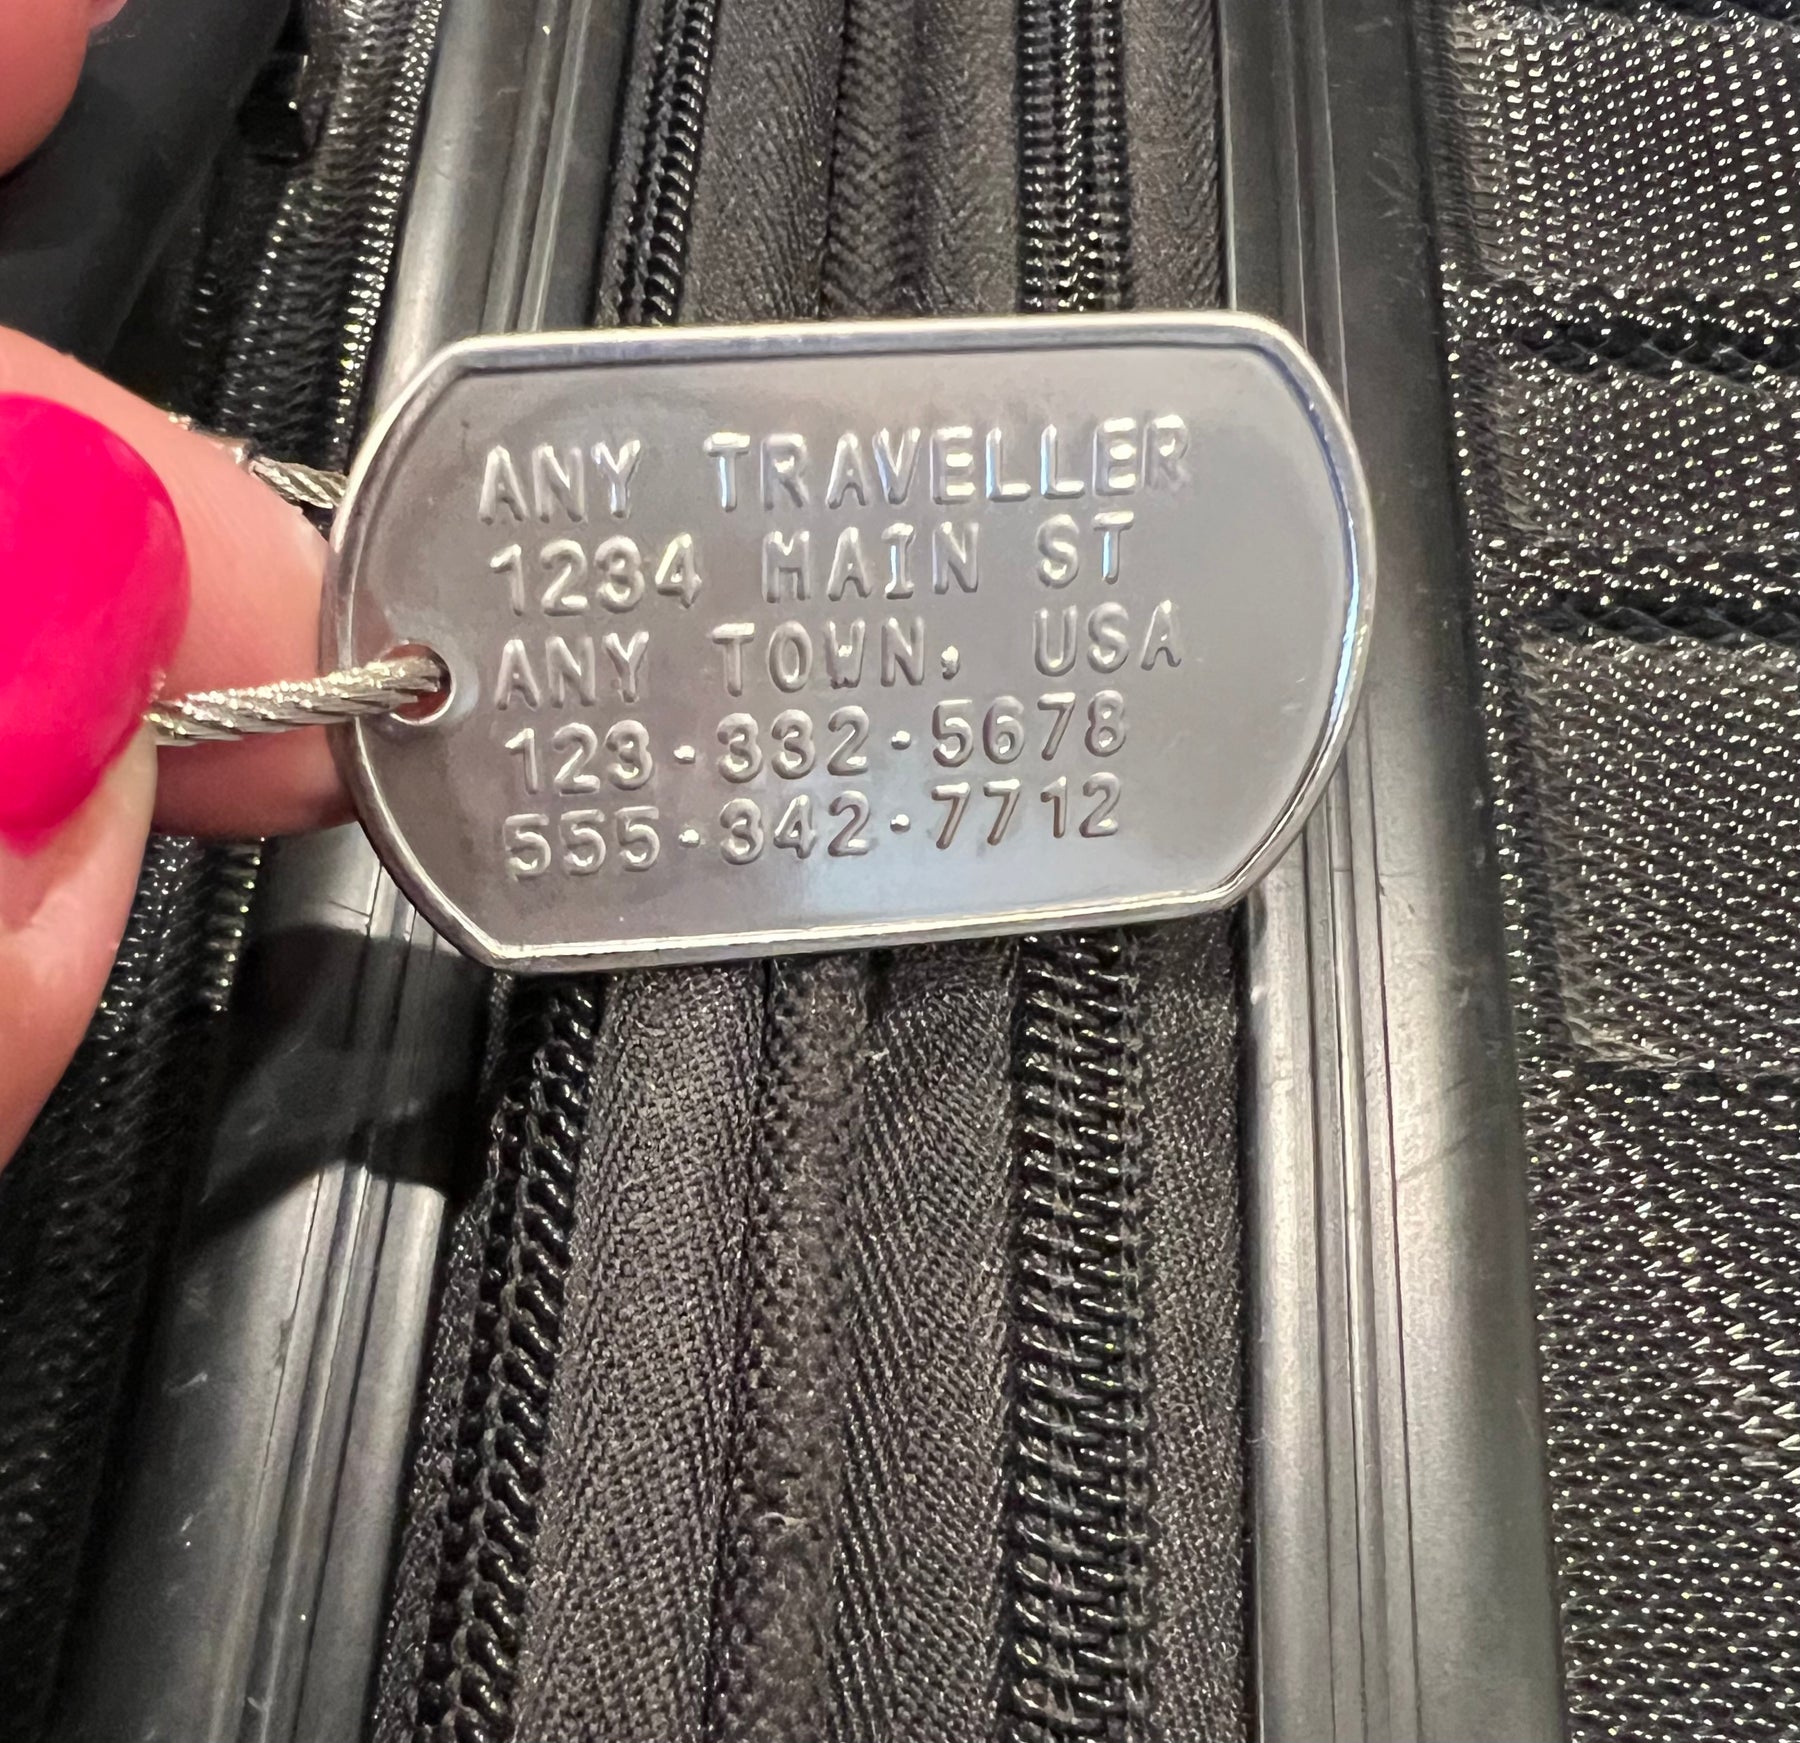 ANY TRAVELLER
1234 MAIN ST
ANY TOWN, USA
123-332-5678
555-342-7712